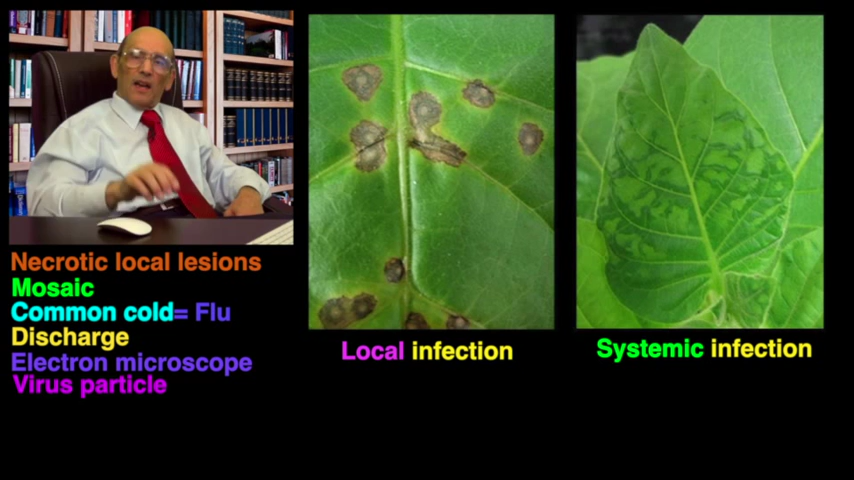 Necrotic local lesions
Mosaic
Common cold= Flu
Discharge
Electron microscope
Virus particle
Local infection
Systemic infection